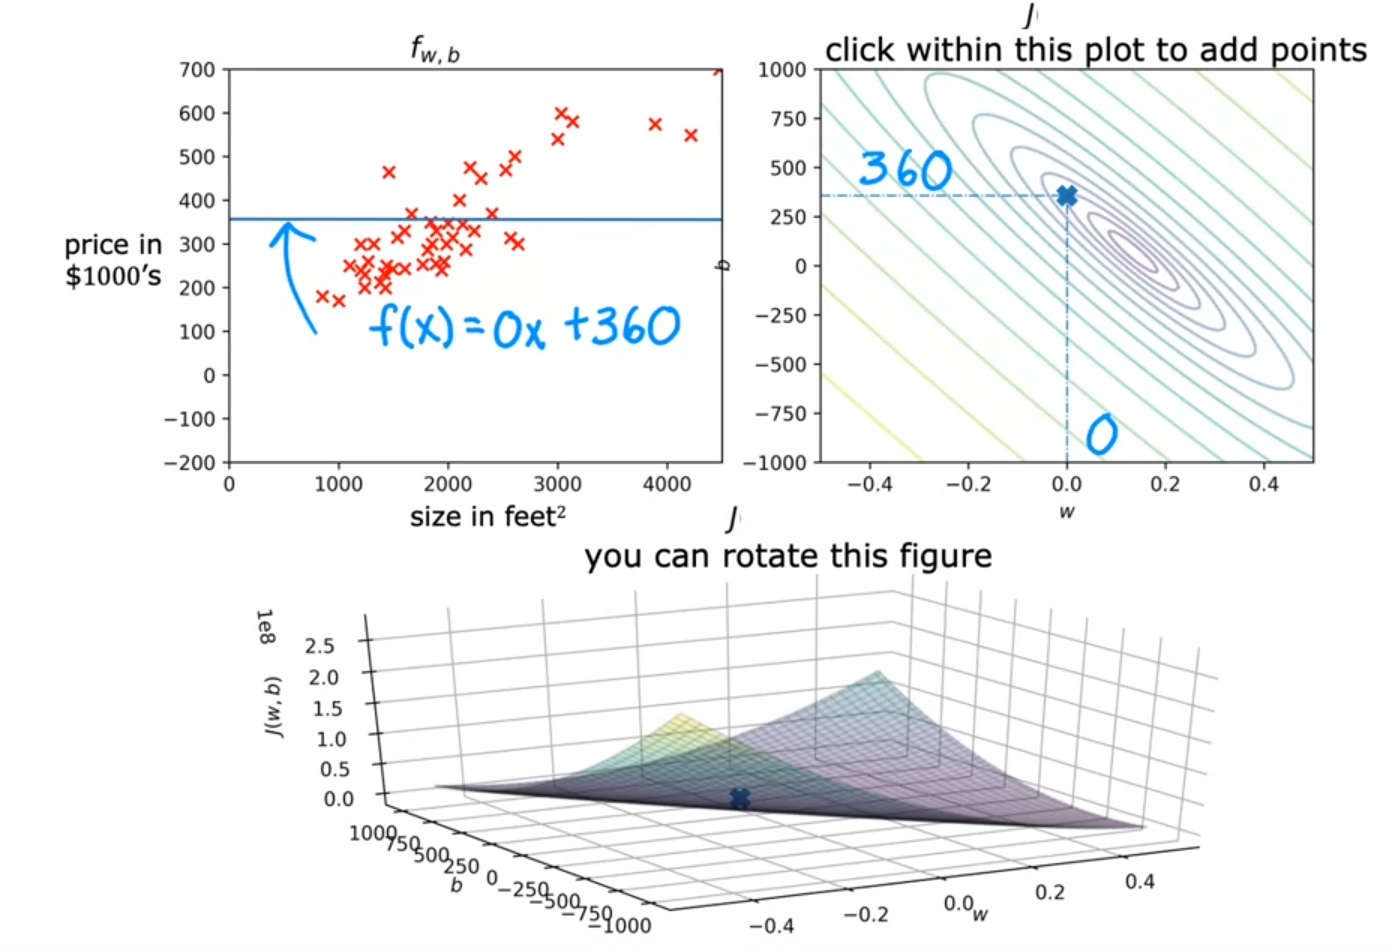 f_{w, b}
700
600
500
400
300
200
100
0
−100
−200
price in
$1000's
f(x) = 0x + 360
0 1000 2000 3000 4000
size in feet²
J
click within this plot to add points
1000
750
500
250
0
−250
−500
−750
−1000
b
360
0
−0.4 −0.2 0.0 0.2 0.4
w
J
you can rotate this figure
1e8
J(w, b)
2.5
2.0
1.5
1.0
0.5
0.0
1000
750
500
250
0
−250
−500
−750
−1000
b
−0.4
−0.2
0.0
0.2
0.4
w